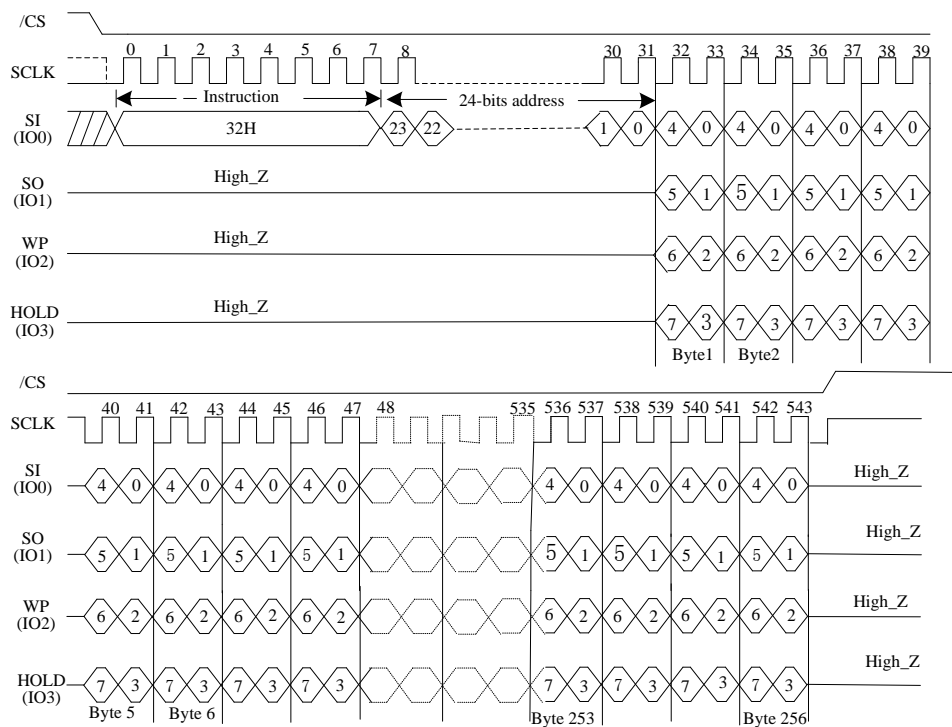 /CS
0 1 2 3 4 5 6 7 8 30 31 32 33 34 35 36 37 38 39
SCLK
Instruction 24-bits address
SI
(IO0)
32H 23 22 1 0 4 0 4 0 4 0 4 0
SO
(IO1)
High_Z 5 1 5 1 5 1 5 1
WP
(IO2)
High_Z 6 2 6 2 6 2 6 2
HOLD
(IO3)
High_Z 7 3 7 3 7 3 7 3
Byte1 Byte2
/CS
40 41 42 43 44 45 46 47 48 535 536 537 538 539 540 541 542 543
SCLK
SI
(IO0)
4 0 4 0 4 0 4 0 4 0 4 0 4 0 4 0 High_Z
SO
(IO1)
5 1 5 1 5 1 5 1 5 1 5 1 5 1 5 1 High_Z
WP
(IO2)
6 2 6 2 6 2 6 2 6 2 6 2 6 2 6 2 High_Z
HOLD
(IO3)
7 3 7 3 7 3 7 3 7 3 7 3 7 3 7 3 High_Z
Byte 5 Byte 6 Byte 253 Byte 256